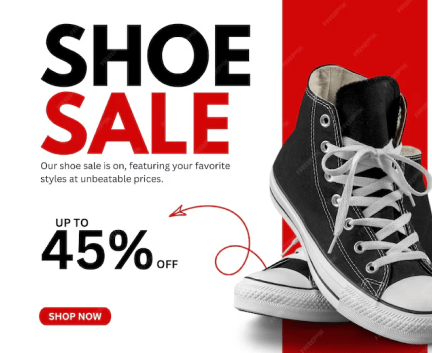 SHOE
SALE
Our shoe sale is on, featuring your favorite
styles at unbeatable prices.
UP TO
45% OFF
SHOP NOW